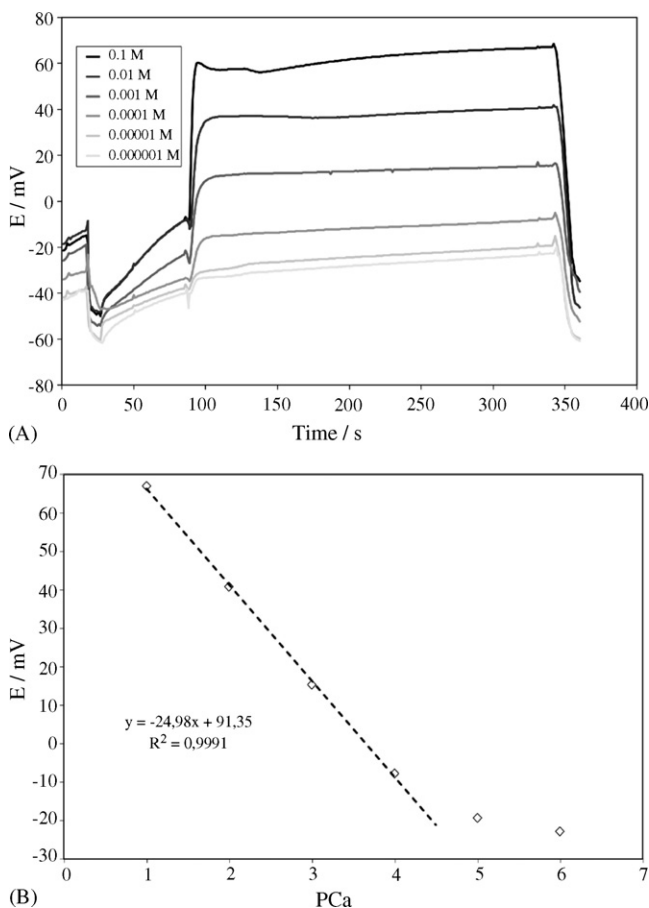 80
60
40
20
0
-20
-40
-60
-80
E / mV
0.1 M
0.01 M
0.001 M
0.0001 M
0.00001 M
0.000001 M
0 50 100 150 200 250 300 350 400
(A) Time / s
70
60
50
40
30
20
10
0
-10
-20
-30
E / mV
y = -24,98x + 91,35
R² = 0,9991
0 1 2 3 4 5 6 7
(B) PCa